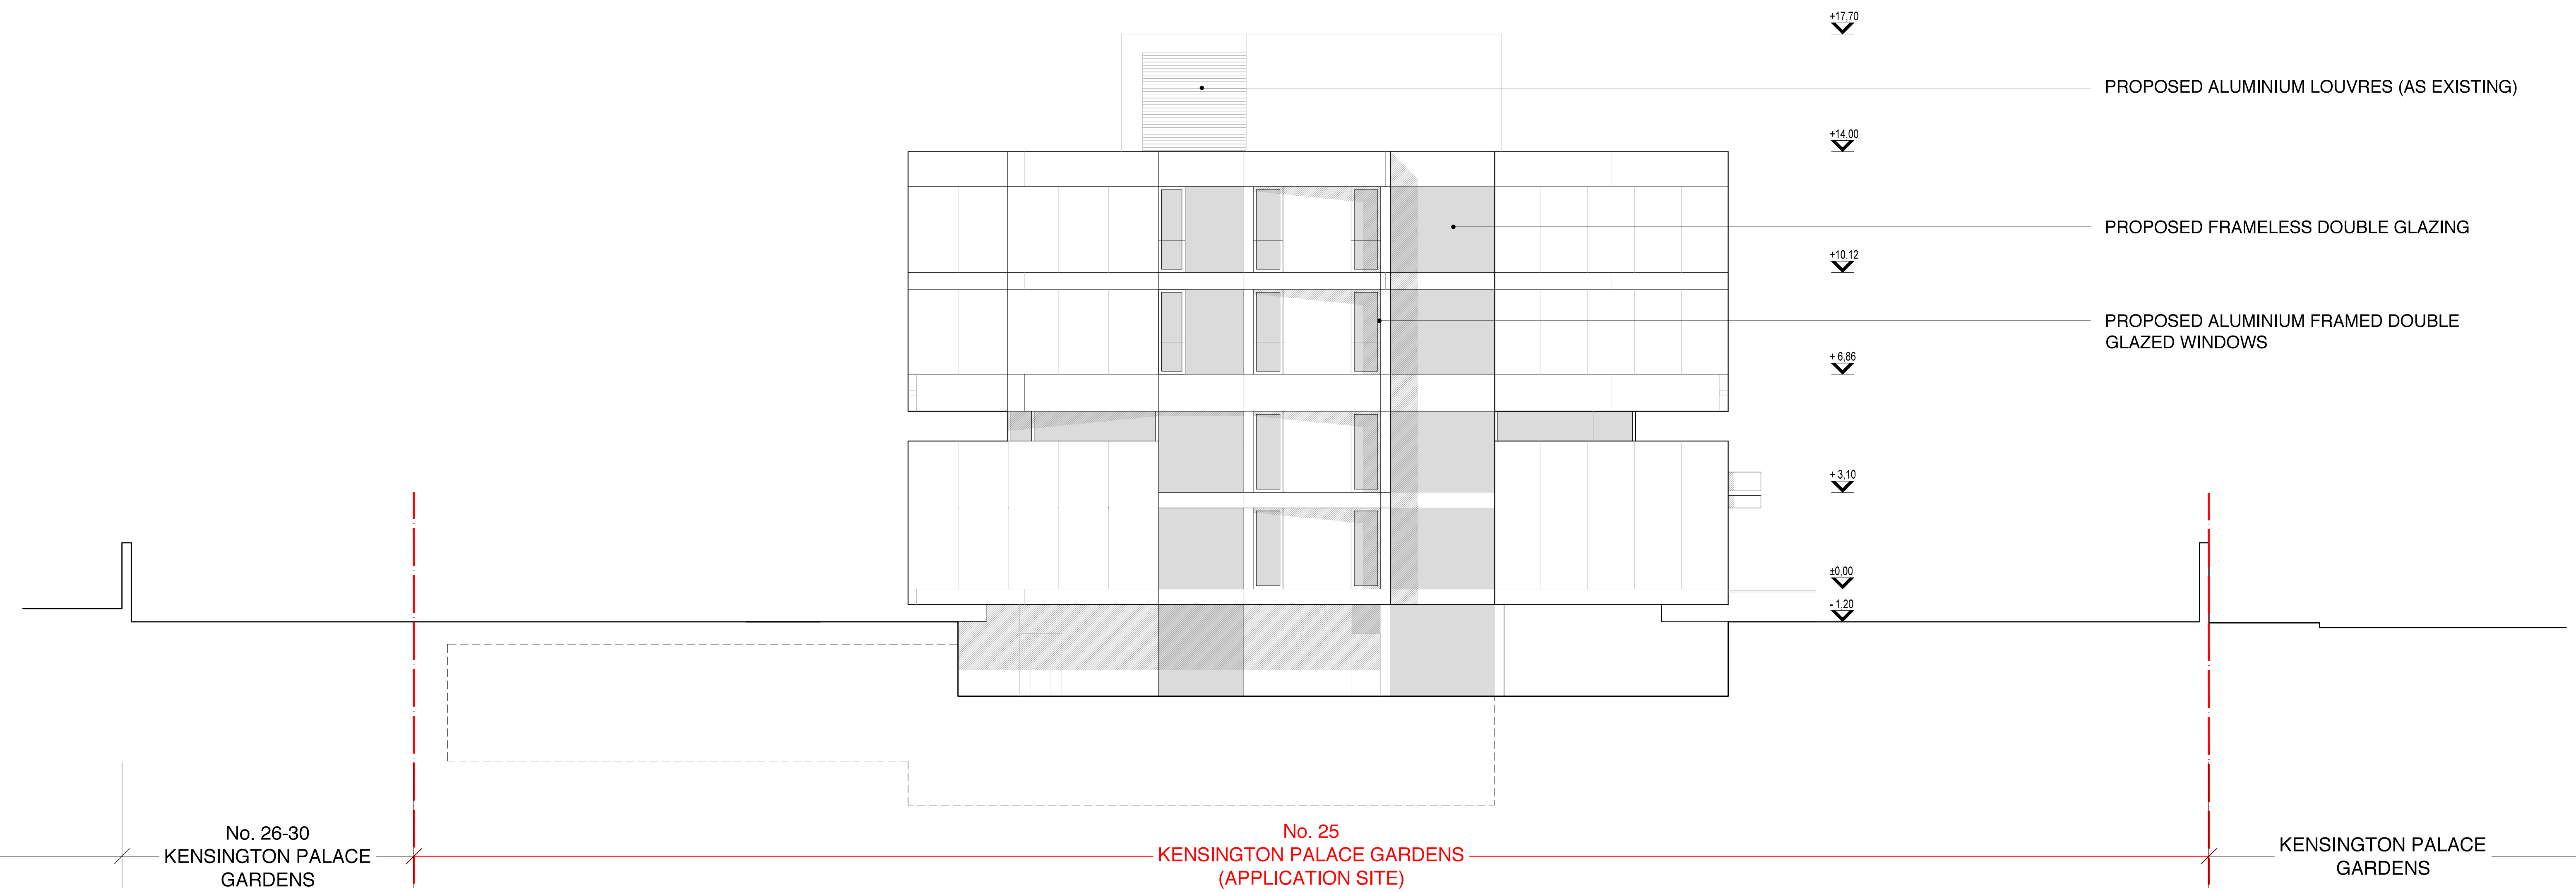 +17,70
PROPOSED ALUMINIUM LOUVRES (AS EXISTING)
+14,00
PROPOSED FRAMELESS DOUBLE GLAZING
+10,12
PROPOSED ALUMINIUM FRAMED DOUBLE
GLAZED WINDOWS
+ 6,86
+ 3,10
±0,00
- 1,20
No. 26-30
KENSINGTON PALACE
GARDENS
No. 25
KENSINGTON PALACE GARDENS
(APPLICATION SITE)
KENSINGTON PALACE
GARDENS